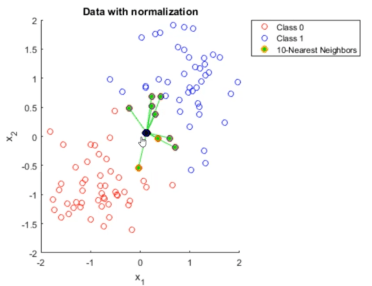 Data with normalization
Class 0
Class 1
10-Nearest Neighbors
2
1.5
1
0.5
0
-0.5
-1
-1.5
-2
x2
-2
-1
0
1
2
x1